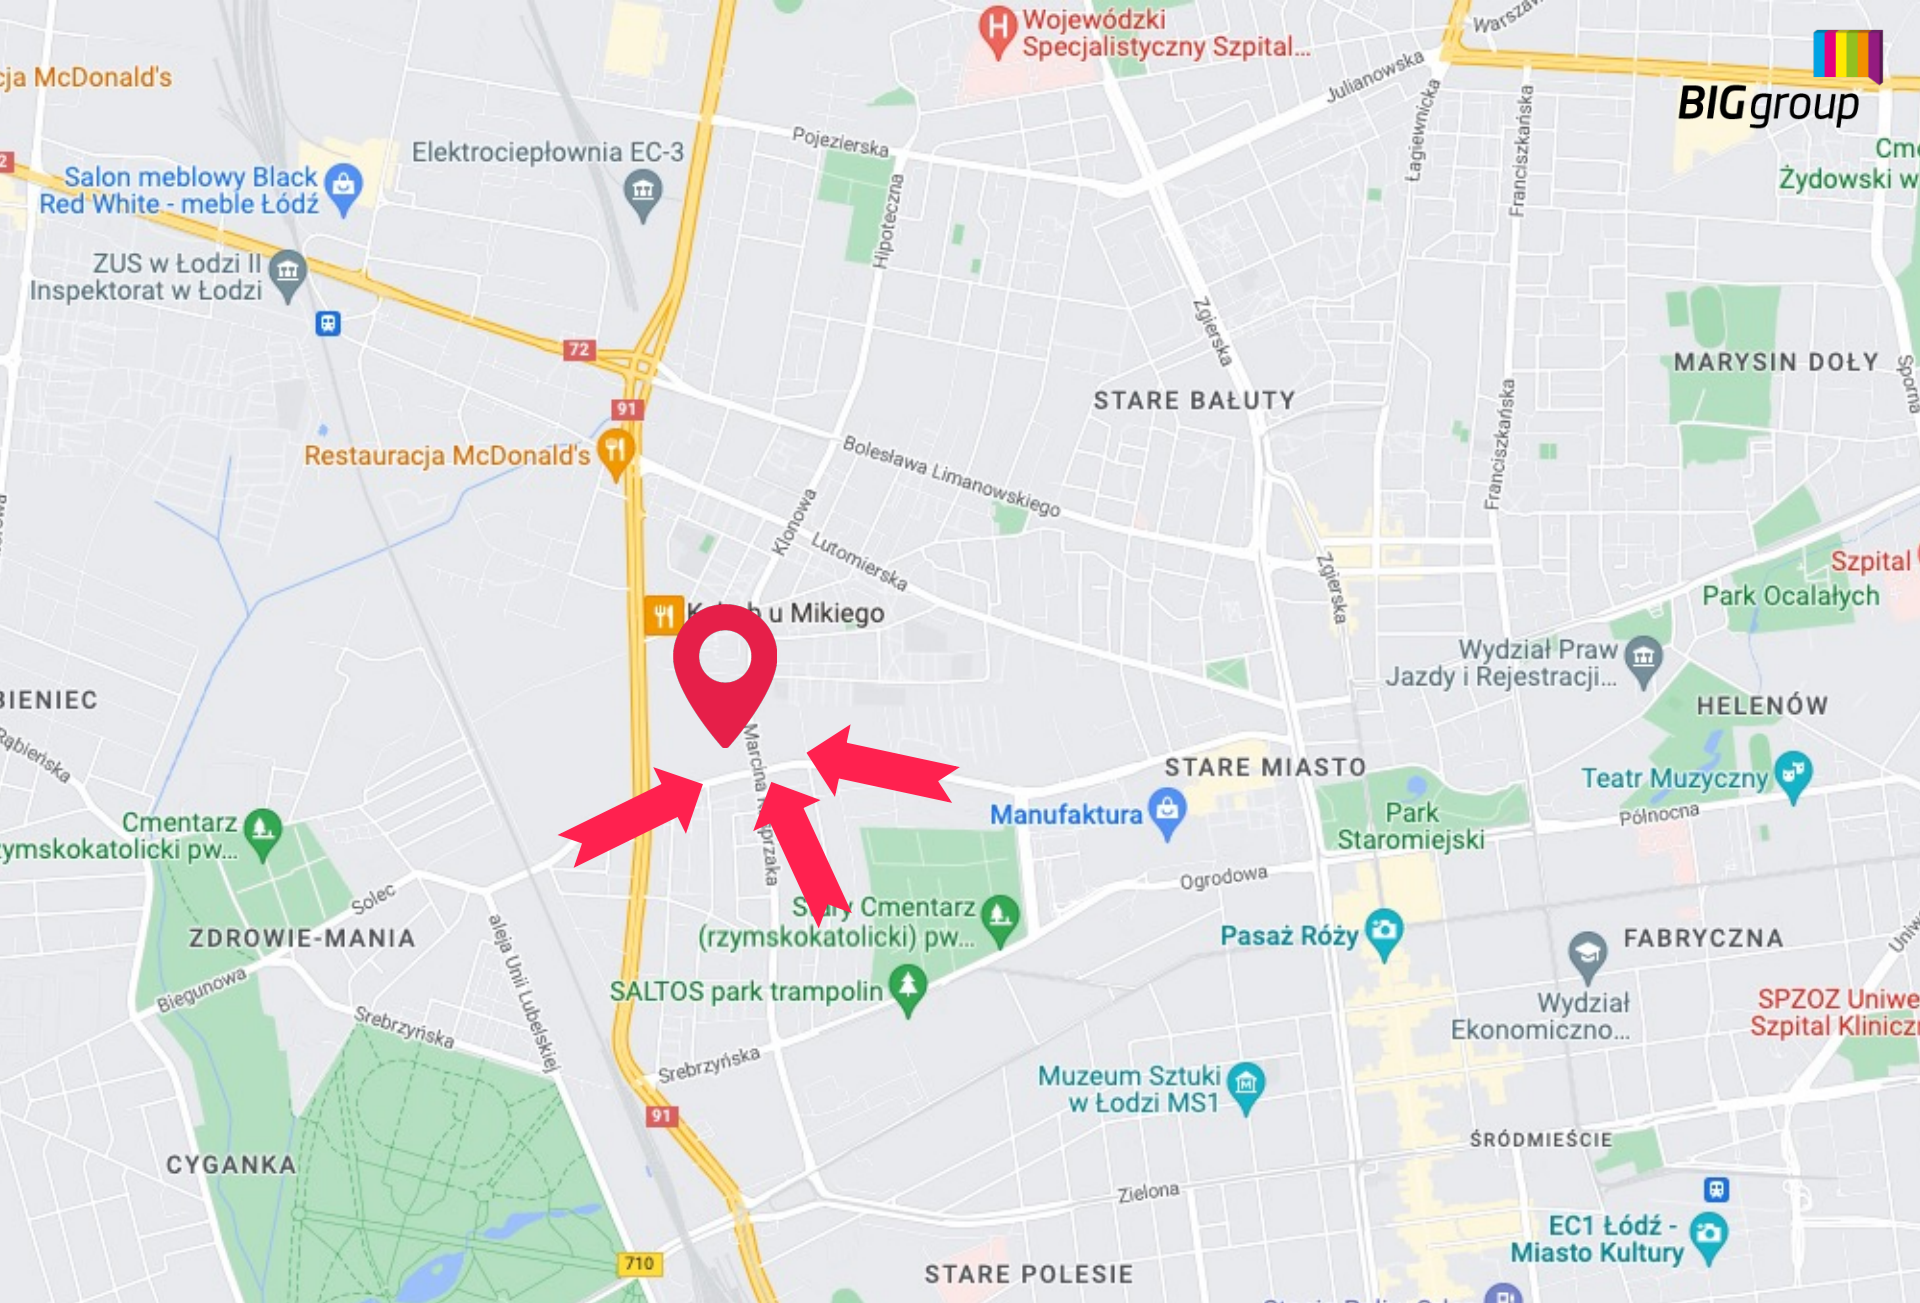 Wojewódzki
Specjalistyczny Szpital...
Julianowska
Łagiewnicka
Franciszkańska
BIGgroup
cja McDonald's
Elektrociepłownia EC-3
Pojezierska
Hipoteczna
Salon meblowy Black
Red White - meble Łódź
Żydowski w
ZUS w Łodzi II
Inspektorat w Łodzi
72
91
Zgierska
MARYSIN DOŁY
Sporna
STARE BAŁUTY
Franciszkańska
Restauracja McDonald's
Bolesława Limanowskiego
Klonowa
Lutomierska
Zgierska
Szpital
Park Ocalałych
u Mikiego
Wydział Praw
Jazdy i Rejestracji...
HELENÓW
BIENIEC
Rąbieńska
Marcina
STARE MIASTO
Teatr Muzyczny
Manufaktura
Park
Staromiejski
Północna
Cmentarz
zymskokatolicki pw...
Ogrodowa
Solec
Cmentarz
(rzymskokatolicki) pw...
ZDROWIE-MANIA
aleja Unii Lubelskiej
Pasaż Róży
FABRYCZNA
Biegunowa
SALTOS park trampolin
Wydział
Ekonomiczno...
SPZOZ Uniwe
Szpital Kliniczn
Srebrzyńska
Srebrzyńska
Muzeum Sztuki
w Łodzi MS1
91
ŚRÓDMIEŚCIE
CYGANKA
Zielona
EC1 Łódź -
Miasto Kultury
710
STARE POLESIE